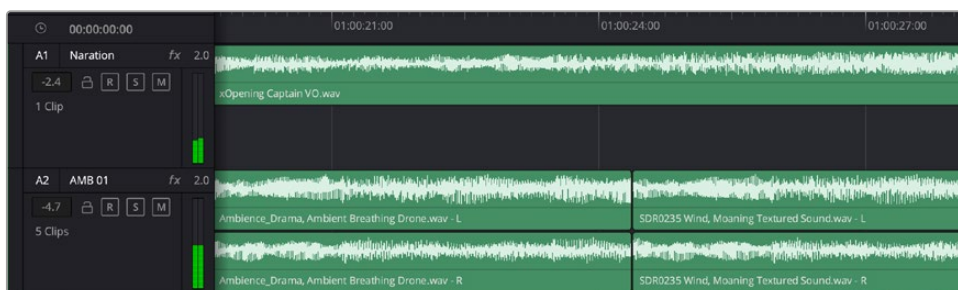 00:00:00:00 01:00:21:00 01:00:24:00 01:00:27:00
A1 Naration fx 2.0
-2.4 R S M
xOpening Captain VO.wav
1 Clip
A2 AMB 01 fx 2.0
-4.7 R S M
Ambience_Drama, Ambient Breathing Drone.wav - L SDR0235 Wind, Moaning Textured Sound.wav - L
5 Clips
Ambience_Drama, Ambient Breathing Drone.wav - R SDR0235 Wind, Moaning Textured Sound.wav - R